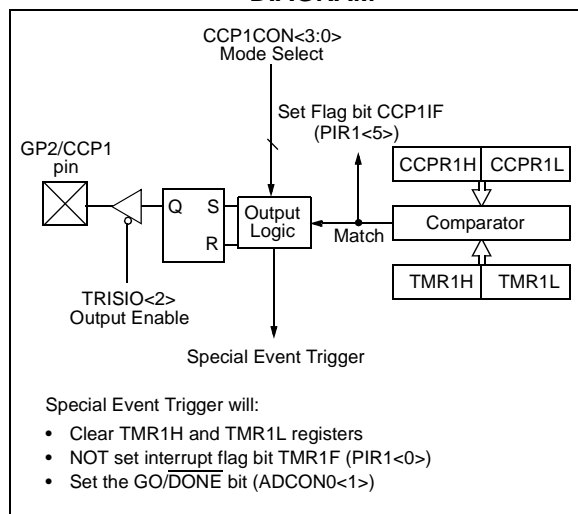 DIAGRAM
CCP1CON<3:0>
Mode Select
Set Flag bit CCP1IF
(PIR1<5>)
GP2/CCP1
pin
CCPR1H CCPR1L
Q S
R
Output
Logic
Match
Comparator
TMR1H TMR1L
TRISIO<2>
Output Enable
Special Event Trigger
Special Event Trigger will:
• Clear TMR1H and TMR1L registers
• NOT set interrupt flag bit TMR1F (PIR1<0>)
• Set the GO/DONE bit (ADCON0<1>)